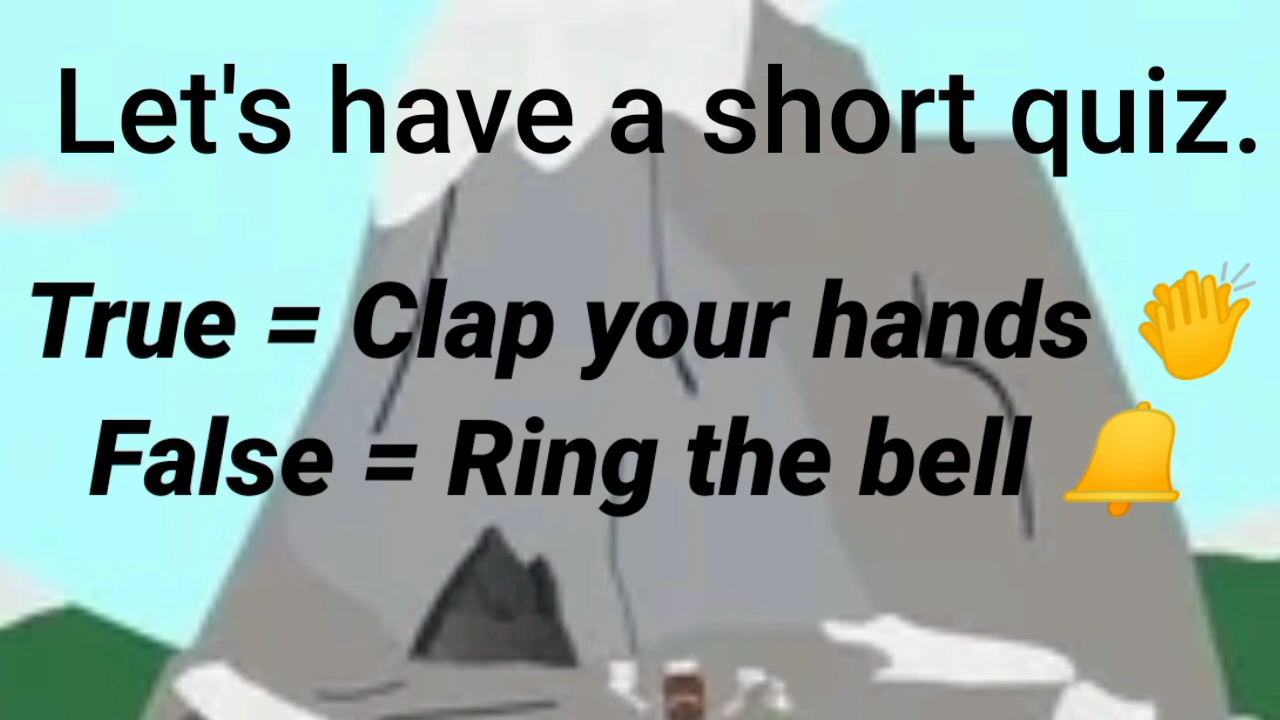 Let's have a short quiz.
True = Clap your hands 👏
False = Ring the bell 🔔